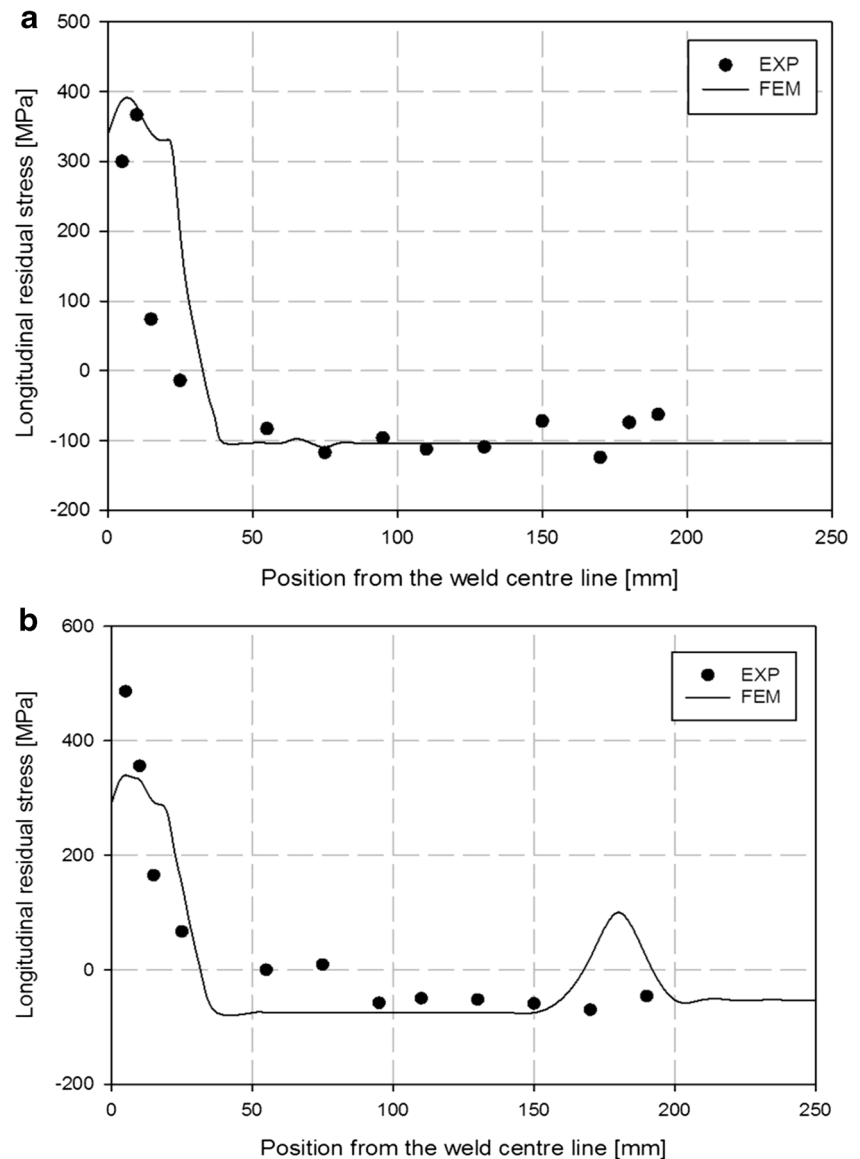 a
500
400
300
200
100
0
-100
-200
Longitudinal residual stress [MPa]
EXP
FEM
0 50 100 150 200 250
Position from the weld centre line [mm]
b
600
400
200
0
-200
Longitudinal residual stress [MPa]
EXP
FEM
0 50 100 150 200 250
Position from the weld centre line [mm]